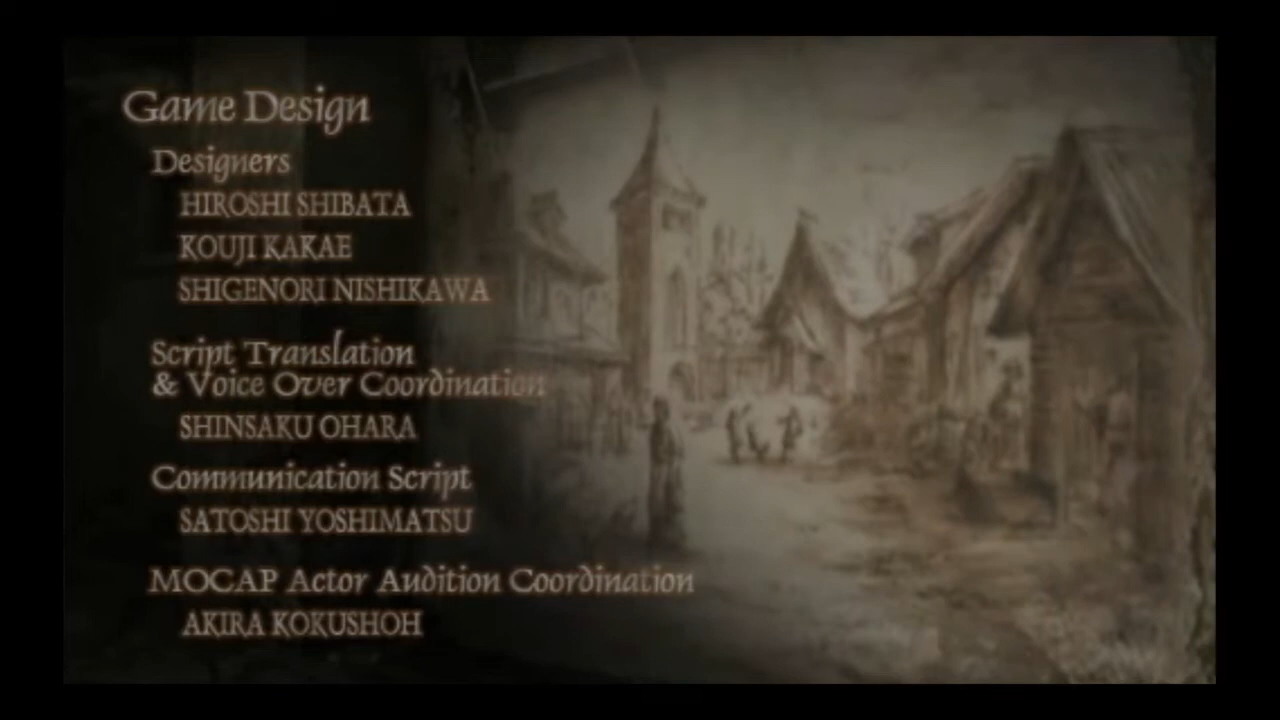 Game Design
Designers
HIROSHI SHIBATA
KOUJI KAKAE
SHIGENORI NISHIKAWA
Script Translation
& Voice Over Coordination
SHINSAKU OHARA
Communication Script
SATOSHI YOSHIMATSU
MOCAP Actor Audition Coordination
AKIRA KOKUSHOH